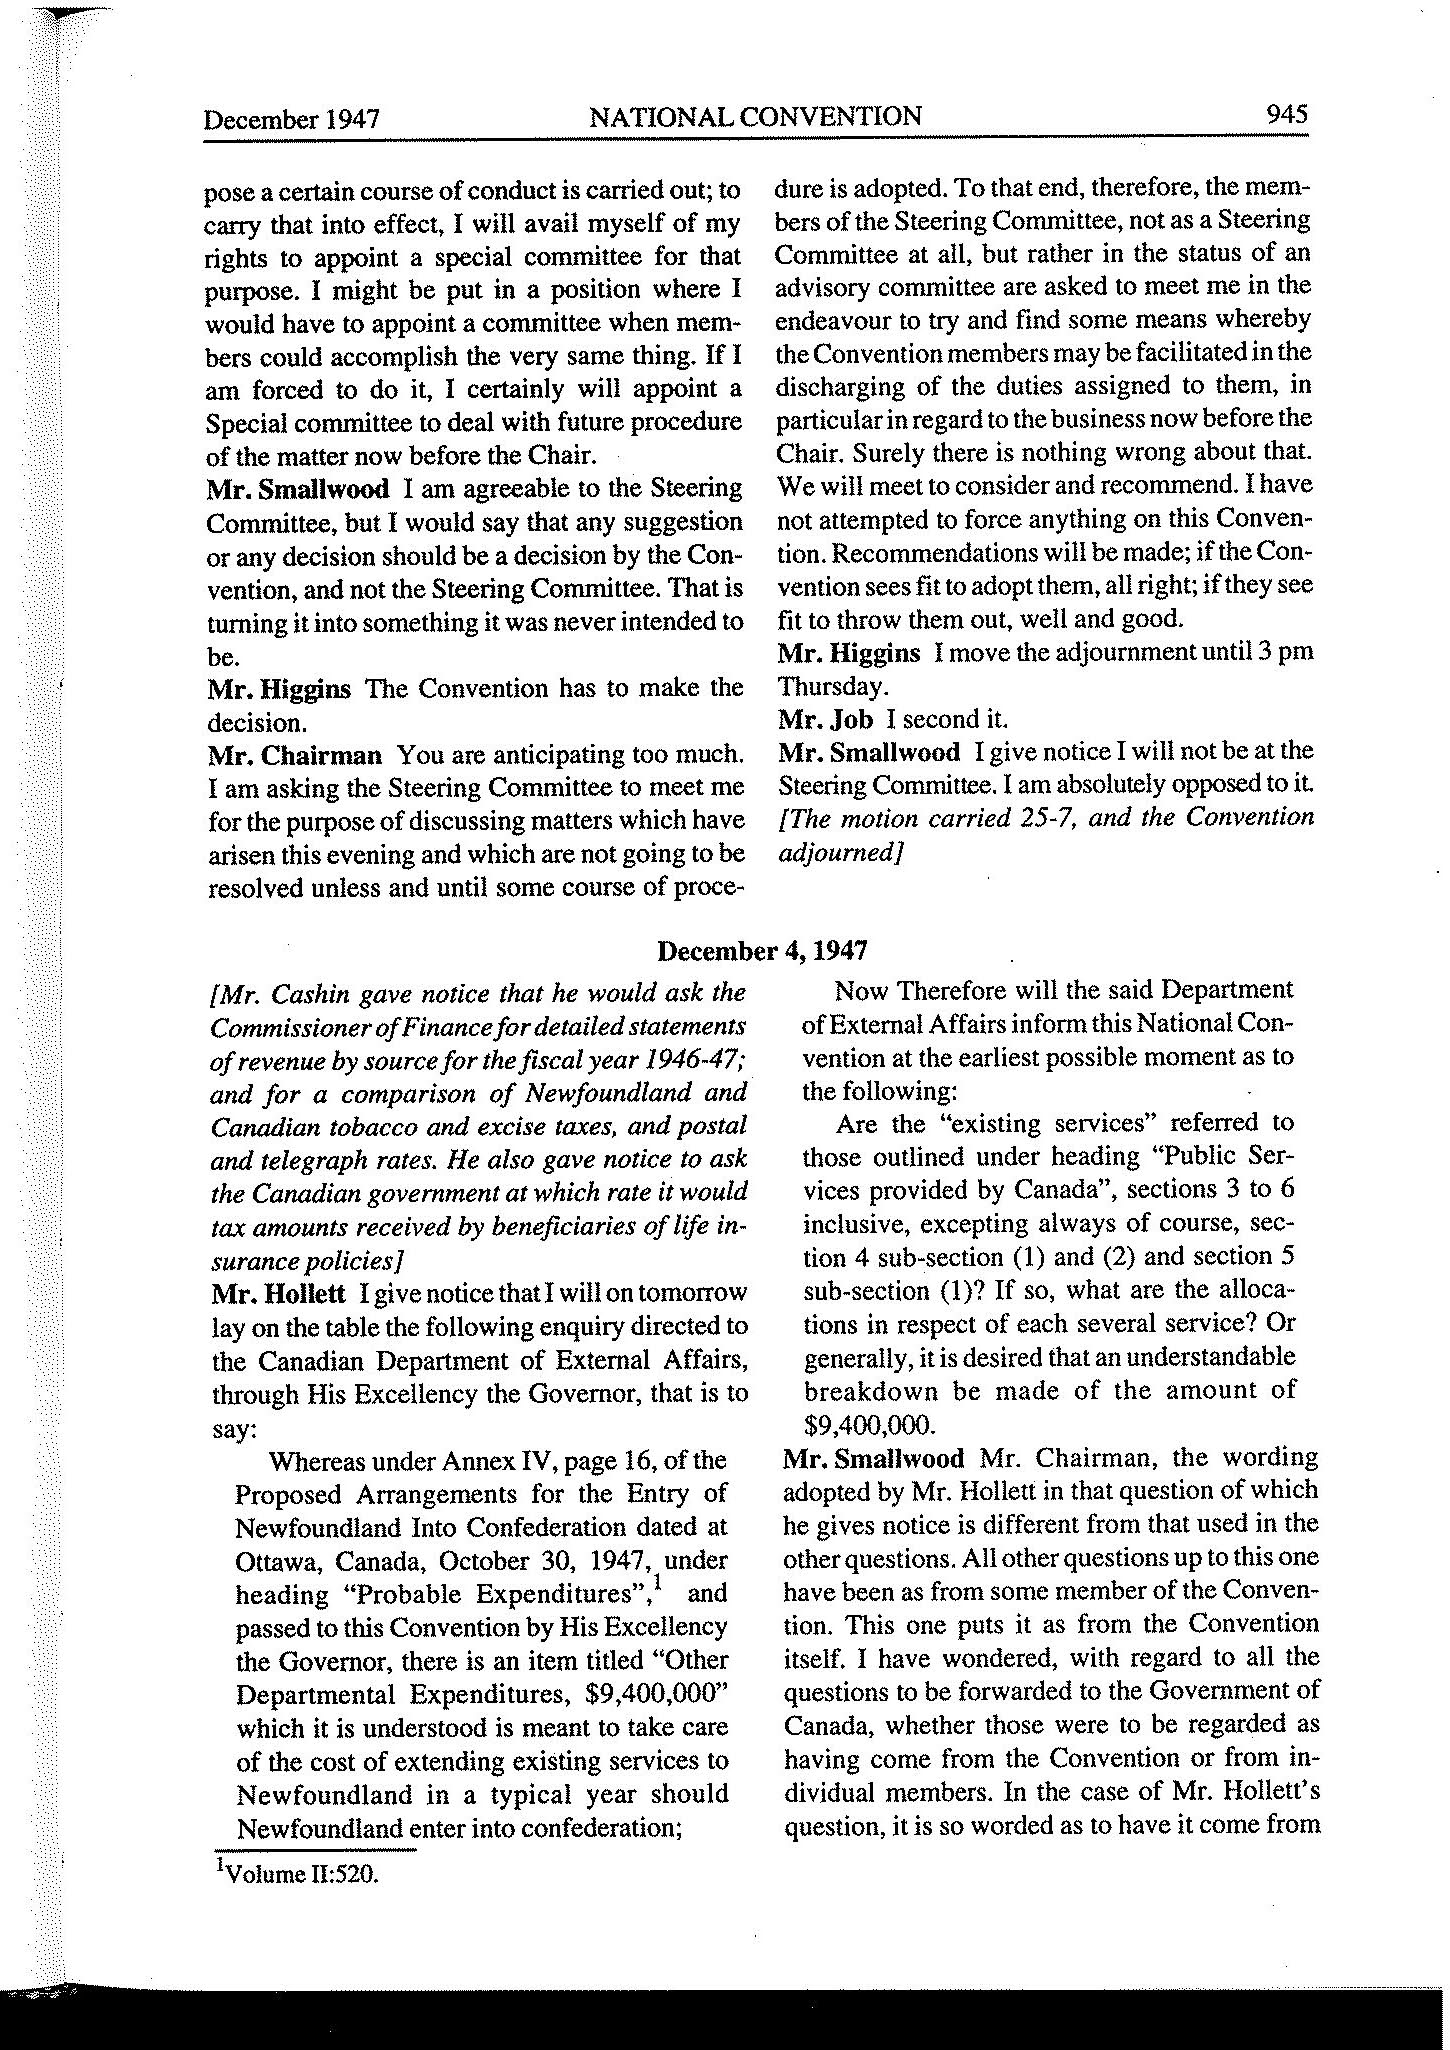 December 1947 NATIONAL CONVENTION 945
pose a certain course of conduct is carried out; to
carry that into effect, I will avail myself of my
rights to appoint a special committee for that
purpose. I might be put in a position where I
would have to appoint a committee when mem-
bers could accomplish the very same thing. If I
am forced to do it, I certainly will appoint a
Special committee to deal with future procedure
of the matter now before the Chair.
Mr. Smallwood I am agreeable to the Steering
Committee, but I would say that any suggestion
or any decision should be a decision by the Con-
vention, and not the Steering Committee. That is
turning it into something it was never intended to
be.
Mr. Higgins The Convention has to make the
decision.
Mr. Chairman You are anticipating too much.
I am asking the Steering Committee to meet me
for the purpose of discussing matters which have
arisen this evening and which are not going to be
resolved unless and until some course of proce-
dure is adopted. To that end, therefore, the mem-
bers of the Steering Committee, not as a Steering
Committee at all, but rather in the status of an
advisory committee are asked to meet me in the
endeavour to try and find some means whereby
the Convention members may be facilitated in the
discharging of the duties assigned to them, in
particular in regard to the business now before the
Chair. Surely there is nothing wrong about that.
We will meet to consider and recommend. I have
not attempted to force anything on this Conven-
tion. Recommendations will be made; if the Con-
vention sees fit to adopt them, all right; if they see
fit to throw them out, well and good.
Mr. Higgins I move the adjournment until 3 pm
Thursday.
Mr. Job I second it.
Mr. Smallwood I give notice I will not be at the
Steering Committee. I am absolutely opposed to it.
[The motion carried 25-7, and the Convention
adjourned]
December 4, 1947
[Mr. Cashin gave notice that he would ask the
Commissioner of Finance for detailed statements
of revenue by source for the fiscal year 1946-47;
and for a comparison of Newfoundland and
Canadian tobacco and excise taxes, and postal
and telegraph rates. He also gave notice to ask
the Canadian government at which rate it would
tax amounts received by beneficiaries of life in-
surance policies]
Mr. Hollett I give notice that I will on tomorrow
lay on the table the following enquiry directed to
the Canadian Department of External Affairs,
through His Excellency the Governor, that is to
say:
Whereas under Annex IV, page 16, of the
Proposed Arrangements for the Entry of
Newfoundland Into Confederation dated at
Ottawa, Canada, October 30, 1947, under
heading “Probable Expenditures”,1 and
passed to this Convention by His Excellency
the Governor, there is an item titled “Other
Departmental Expenditures, $9,400,000”
which it is understood is meant to take care
of the cost of extending existing services to
Newfoundland in a typical year should
Newfoundland enter into confederation;
Now Therefore will the said Department
of External Affairs inform this National Con-
vention at the earliest possible moment as to
the following:
Are the “existing services” referred to
those outlined under heading “Public Ser-
vices provided by Canada”, sections 3 to 6
inclusive, excepting always of course, sec-
tion 4 sub-section (1) and (2) and section 5
sub-section (1)? If so, what are the alloca-
tions in respect of each several service? Or
generally, it is desired that an understandable
breakdown be made of the amount of
$9,400,000.
Mr. Smallwood Mr. Chairman, the wording
adopted by Mr. Hollett in that question of which
he gives notice is different from that used in the
other questions. All other questions up to this one
have been as from some member of the Conven-
tion. This one puts it as from the Convention
itself. I have wondered, with regard to all the
questions to be forwarded to the Government of
Canada, whether those were to be regarded as
having come from the Convention or from in-
dividual members. In the case of Mr. Hollett’s
question, it is so worded as to have it come from
1Volume II:520.